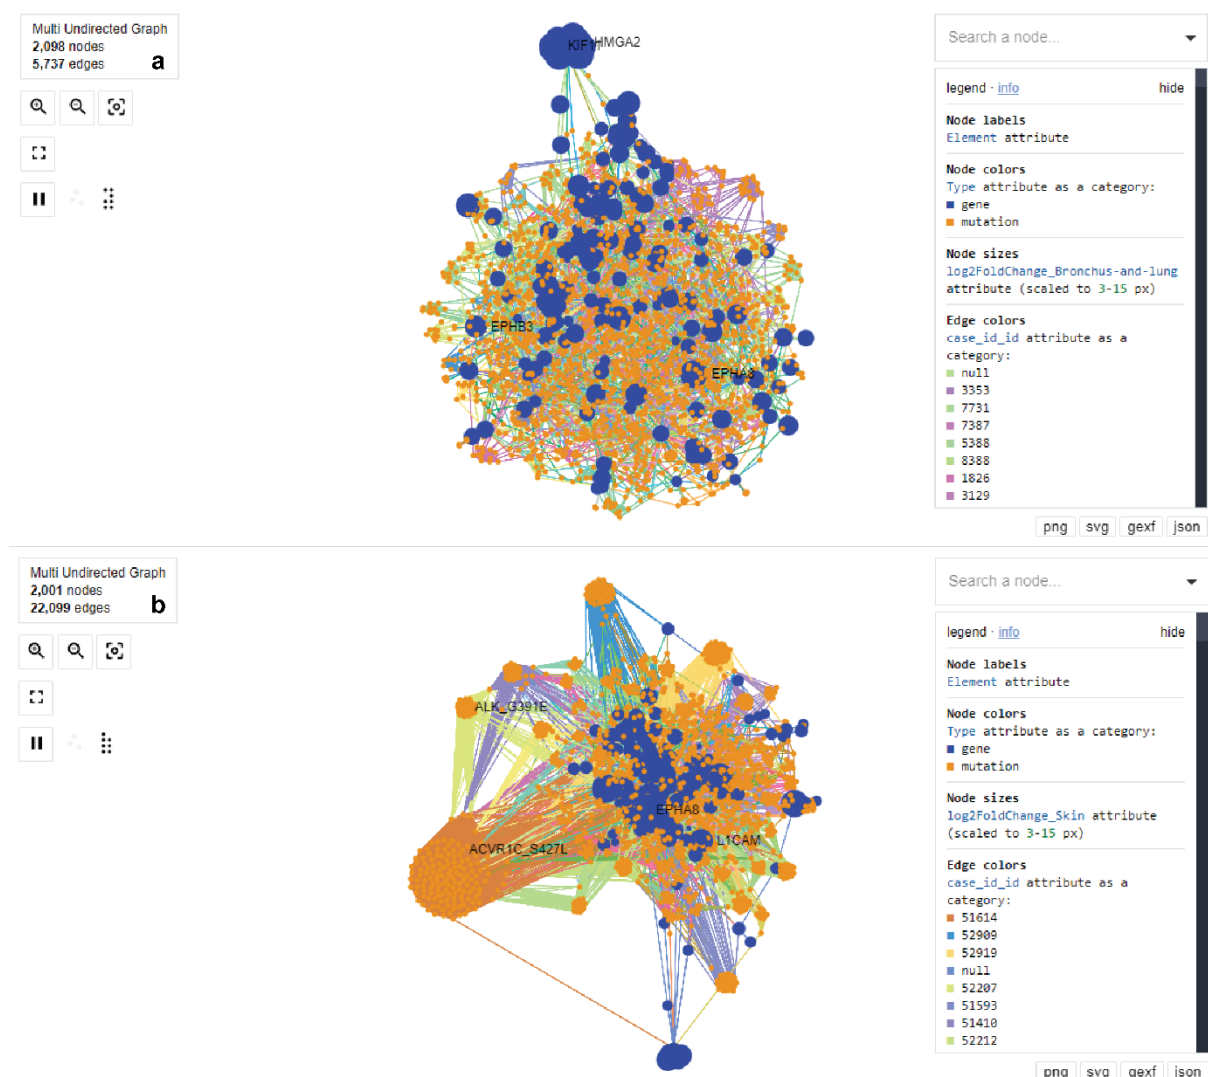 Multi Undirected Graph
2,098 nodes
5,737 edges
a
KIF1
HMGA2
EPHB3
EPHA8
Search a node...
legend · info hide
Node labels
Element attribute
Node colors
Type attribute as a category:
gene
mutation
Node sizes
log2FoldChange_Bronchus-and-lung
attribute (scaled to 3-15 px)
Edge colors
case_id_id attribute as a
category:
null
3353
7731
7387
5388
8388
1826
3129
png svg gexf json
Multi Undirected Graph
2,001 nodes
22,099 edges
b
ALK_G391E
EPHA8
L1CAM
ACVR1C_S427L
Search a node...
legend · info hide
Node labels
Element attribute
Node colors
Type attribute as a category:
gene
mutation
Node sizes
log2FoldChange_Skin attribute
(scaled to 3-15 px)
Edge colors
case_id_id attribute as a
category:
51614
52909
52919
null
52207
51593
51410
52212
png svg gexf json